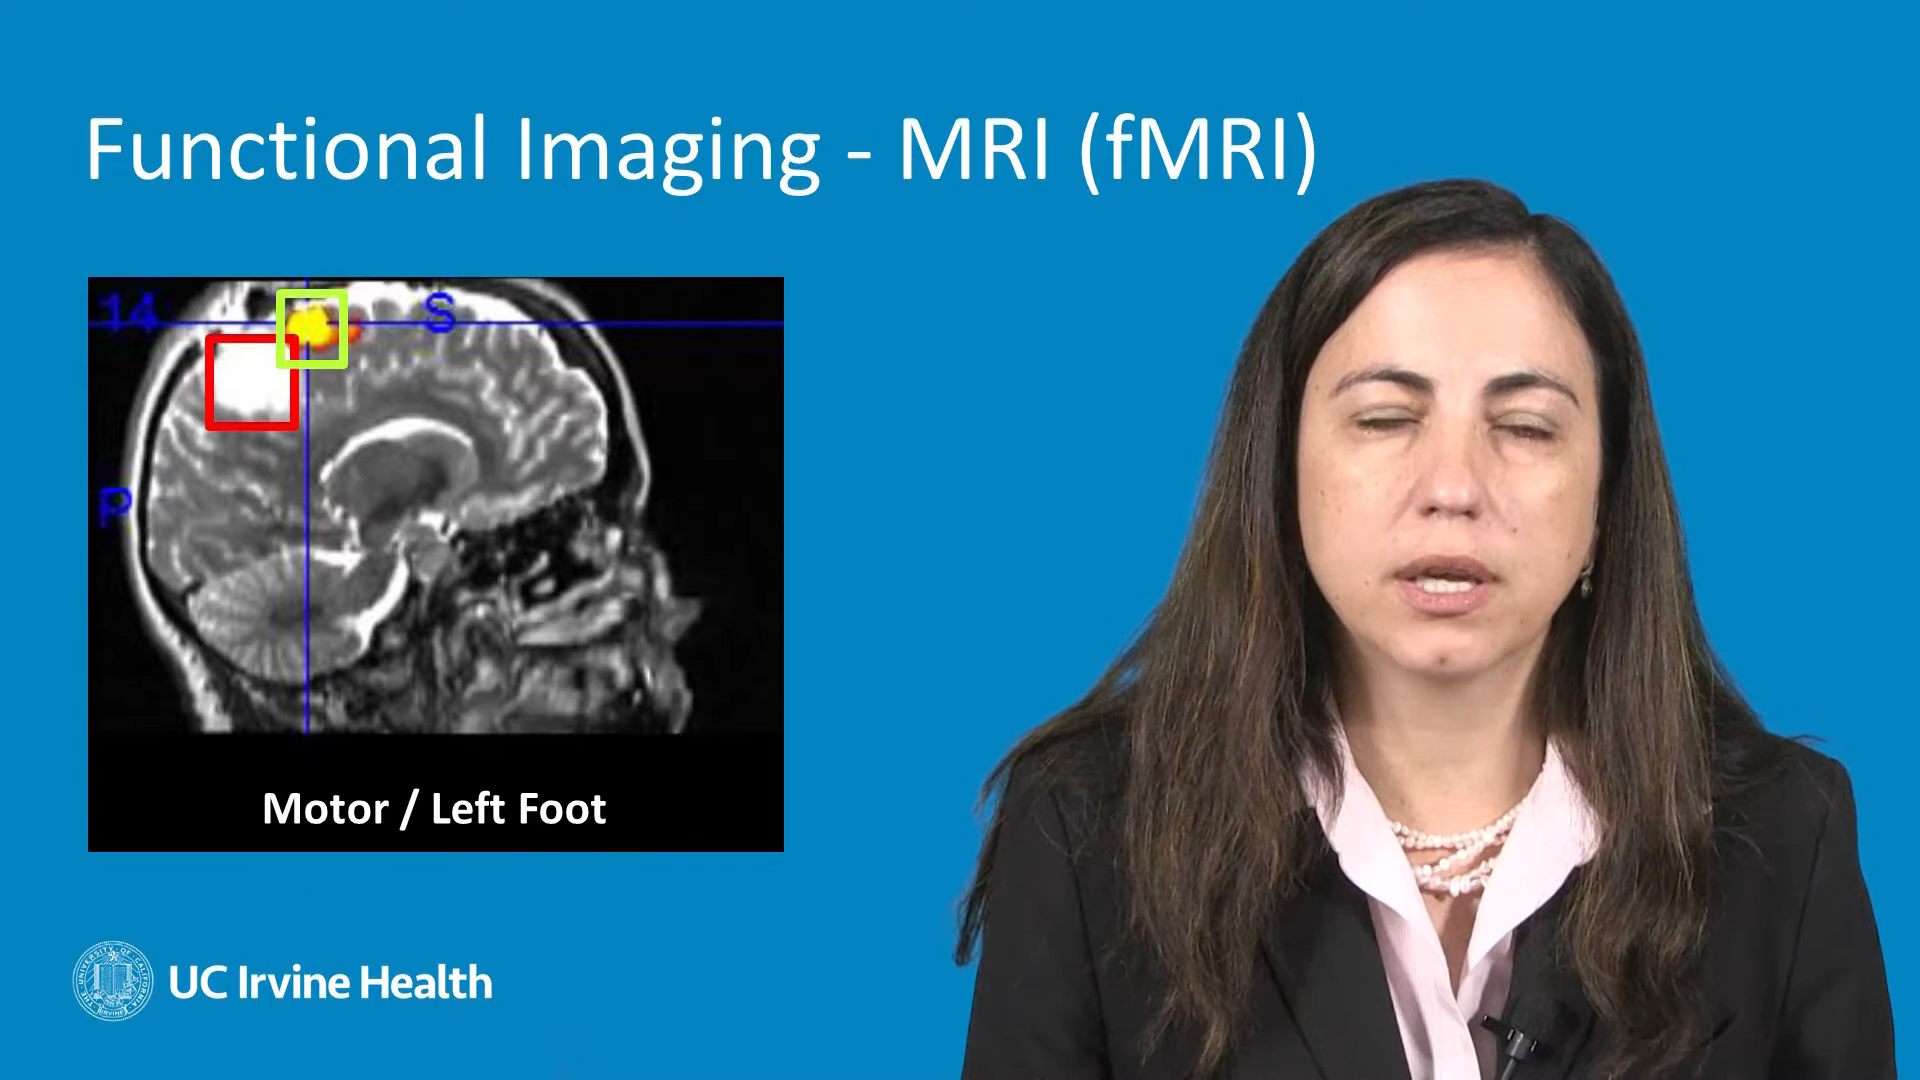 Functional Imaging - MRI (fMRI)
14
S
P
Motor / Left Foot
UC Irvine Health